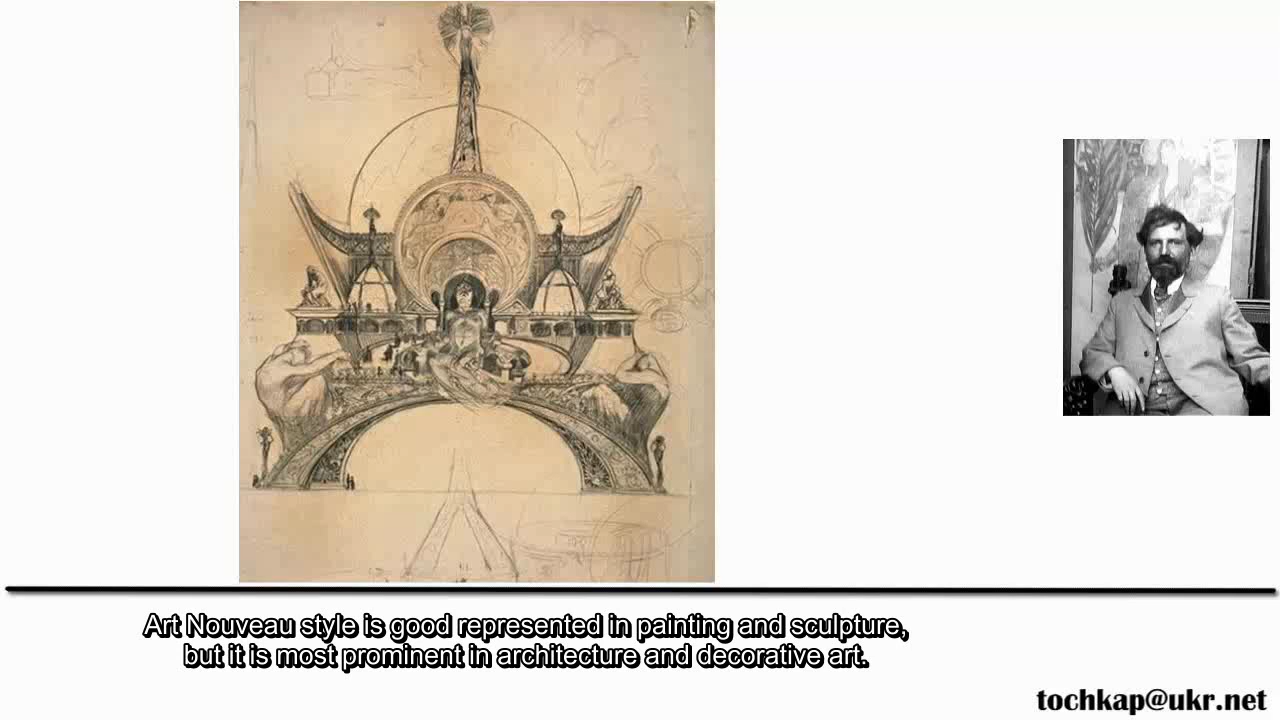 Art Nouveau style is good represented in painting and sculpture,
but it is most prominent in architecture and decorative art.
tochkap@ukr.net